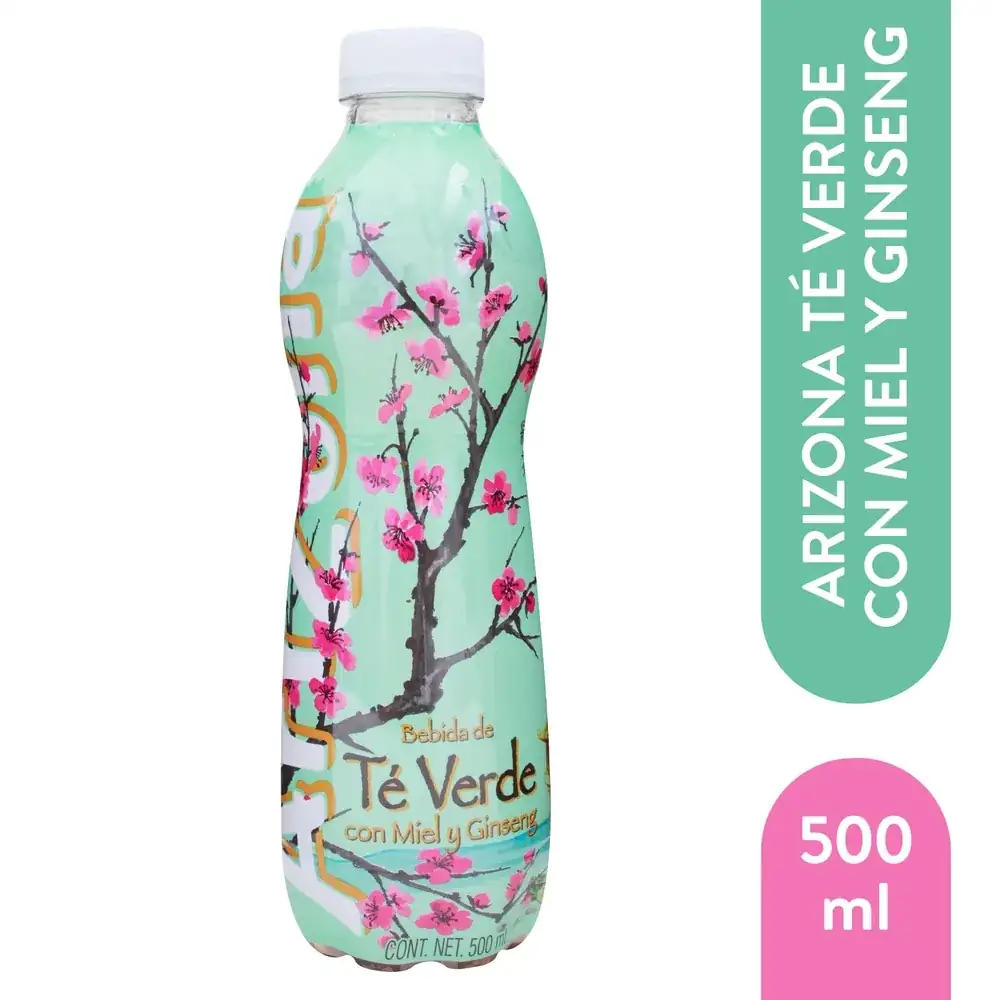 ARIZONA
Bebida de
Té Verde
con Miel y Ginseng
CONT. NET. 500 ml
ARIZONA TÉ VERDE
CON MIEL Y GINSENG
500
ml